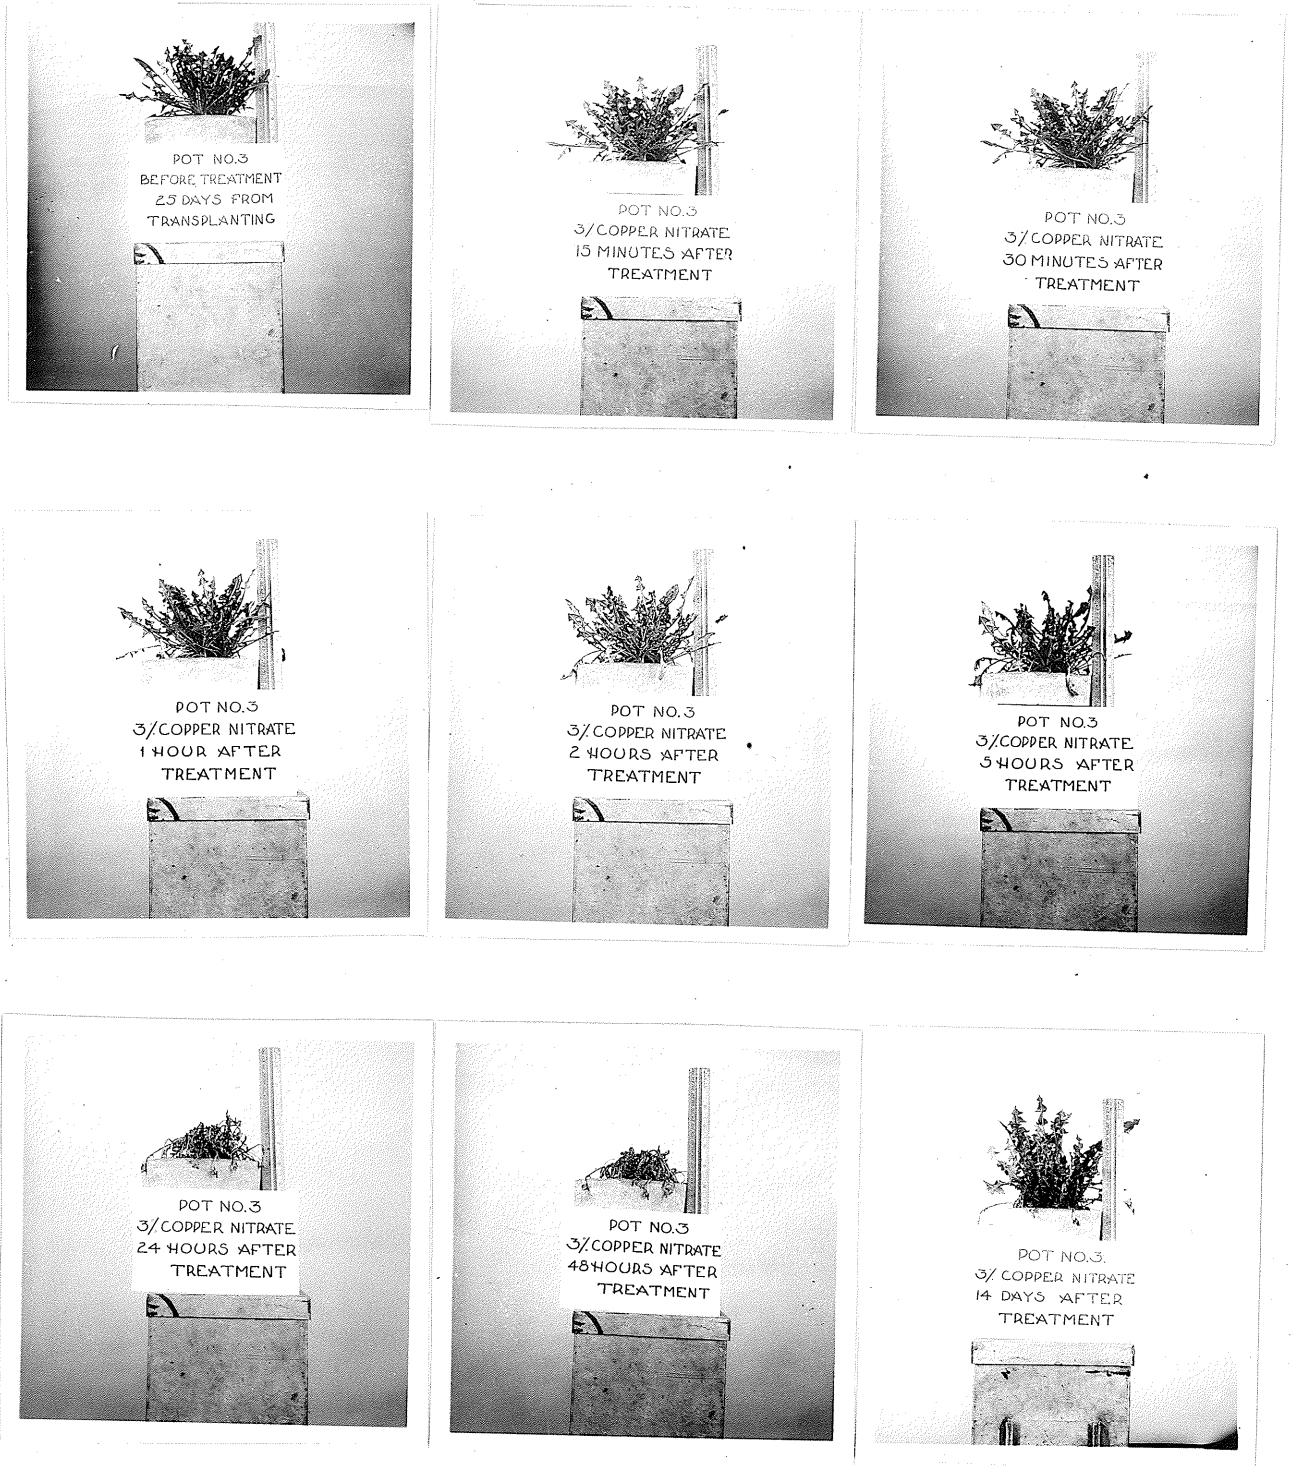 POT NO.3
BEFORE TREATMENT
25 DAYS FROM
TRANSPLANTING
POT NO.3
3% COPPER NITRATE
15 MINUTES AFTER
TREATMENT
POT NO.3
3% COPPER NITRATE
30 MINUTES AFTER
TREATMENT
POT NO.3
3% COPPER NITRATE
1 HOUR AFTER
TREATMENT
POT NO.3
3% COPPER NITRATE
2 HOURS AFTER
TREATMENT
POT NO.3
3% COPPER NITRATE
5 HOURS AFTER
TREATMENT
POT NO.3
3% COPPER NITRATE
24 HOURS AFTER
TREATMENT
POT NO.3
3% COPPER NITRATE
48 HOURS AFTER
TREATMENT
POT NO.3.
3% COPPER NITRATE
14 DAYS AFTER
TREATMENT